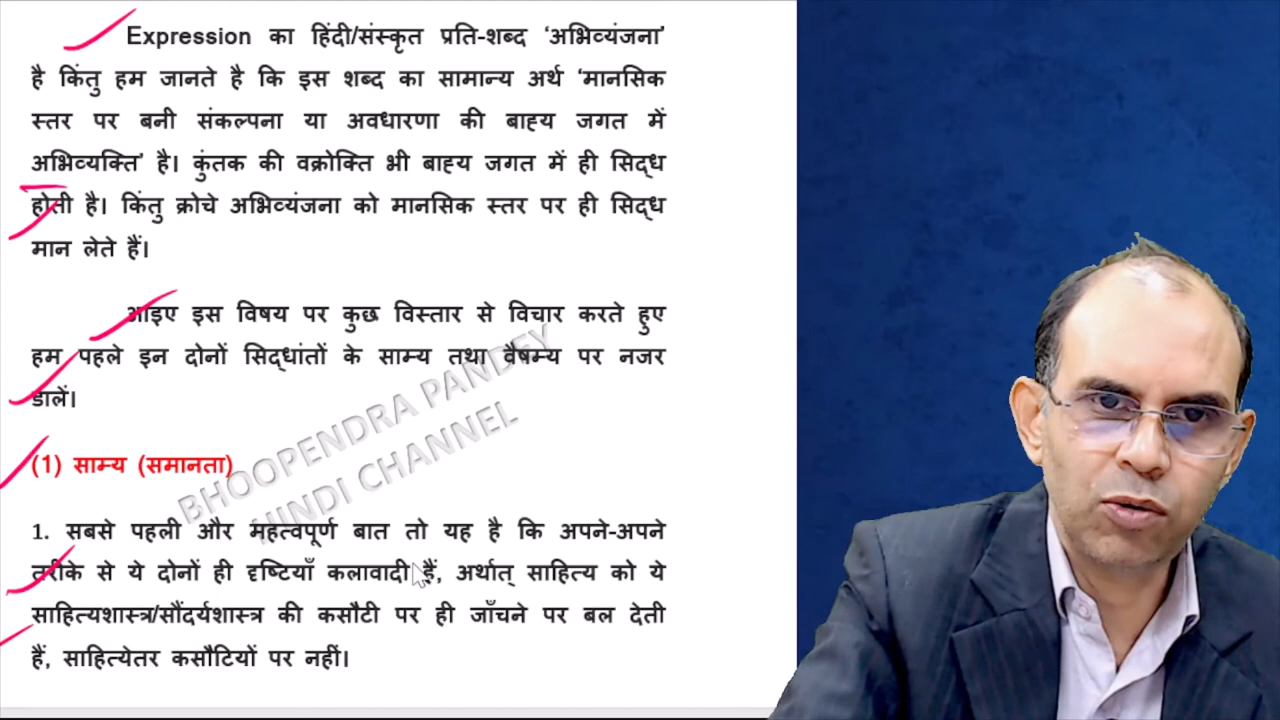 Expression का हिंदी/संस्कृत प्रति-शब्द ‘अभिव्यंजना’
है किंतु हम जानते है कि इस शब्द का सामान्य अर्थ ‘मानसिक
स्तर पर बनी संकल्पना या अवधारणा की बाह्य जगत में
अभिव्यक्ति’ है। कुंतक की वक्रोक्ति भी बाह्य जगत में ही सिद्ध
होती है। किंतु क्रोचे अभिव्यंजना को मानसिक स्तर पर ही सिद्ध
मान लेते हैं।
आइए इस विषय पर कुछ विस्तार से विचार करते हुए
हम पहले इन दोनों सिद्धांतों के साम्य तथा वैषम्य पर नजर
डालें।
BHOOPENDRA PANDEY
HINDI CHANNEL
(1) साम्य (समानता)
1. सबसे पहली और महत्वपूर्ण बात तो यह है कि अपने-अपने
तरीके से ये दोनों ही दृष्टियाँ कलावादी हैं, अर्थात् साहित्य को ये
साहित्यशास्त्र/सौंदर्यशास्त्र की कसौटी पर ही जाँचने पर बल देती
हैं, साहित्येतर कसौटियों पर नहीं।